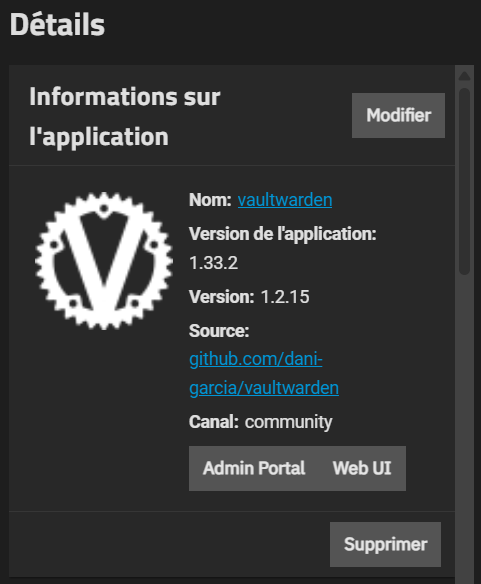 Détails
Informations sur
l'application
Modifier
Nom: vaultwarden
Version de l'application:
1.33.2
Version: 1.2.15
Source:
github.com/dani-
garcia/vaultwarden
Canal: community
Admin Portal Web UI
Supprimer